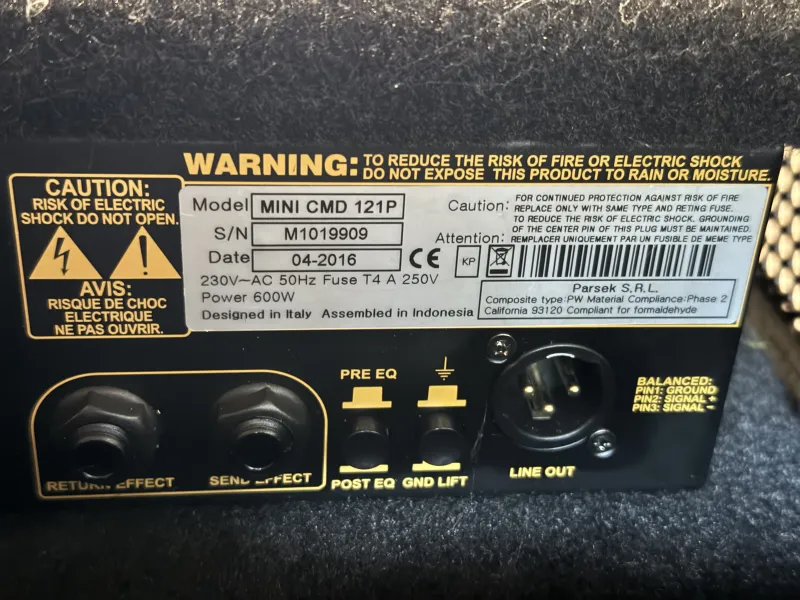 WARNING: TO REDUCE THE RISK OF FIRE OR ELECTRIC SHOCK
DO NOT EXPOSE THIS PRODUCT TO RAIN OR MOISTURE.
CAUTION:
RISK OF ELECTRIC
SHOCK DO NOT OPEN.
AVIS:
RISQUE DE CHOC
ELECTRIQUE
NE PAS OUVRIR.
Model MINI CMD 121P
S/N M1019909
Date 04-2016 CE
230V~AC 50Hz Fuse T4 A 250V
Power 600W
Designed in Italy Assembled in Indonesia
Caution: FOR CONTINUED PROTECTION AGAINST RISK OF FIRE
REPLACE ONLY WITH SAME TYPE AND RETING FUSE.
TO REDUCE THE RISK OF ELECTRIC SHOCK. GROUNDING
OF THE CENTER PIN OF THIS PLUG MUST BE MAINTAINED.
Attention: REMPLACER UNIQUEMENT PAR UN FUSIBLE DE MEME TYPE
KP
Parsek S.R.L.
Composite type:PW Material Compliance:Phase 2
California 93120 Compliant for formaldehyde
RETURN EFFECT
SEND EFFECT
PRE EQ
POST EQ
GND LIFT
LINE OUT
BALANCED:
PIN1: GROUND
PIN2: SIGNAL +
PIN3: SIGNAL -